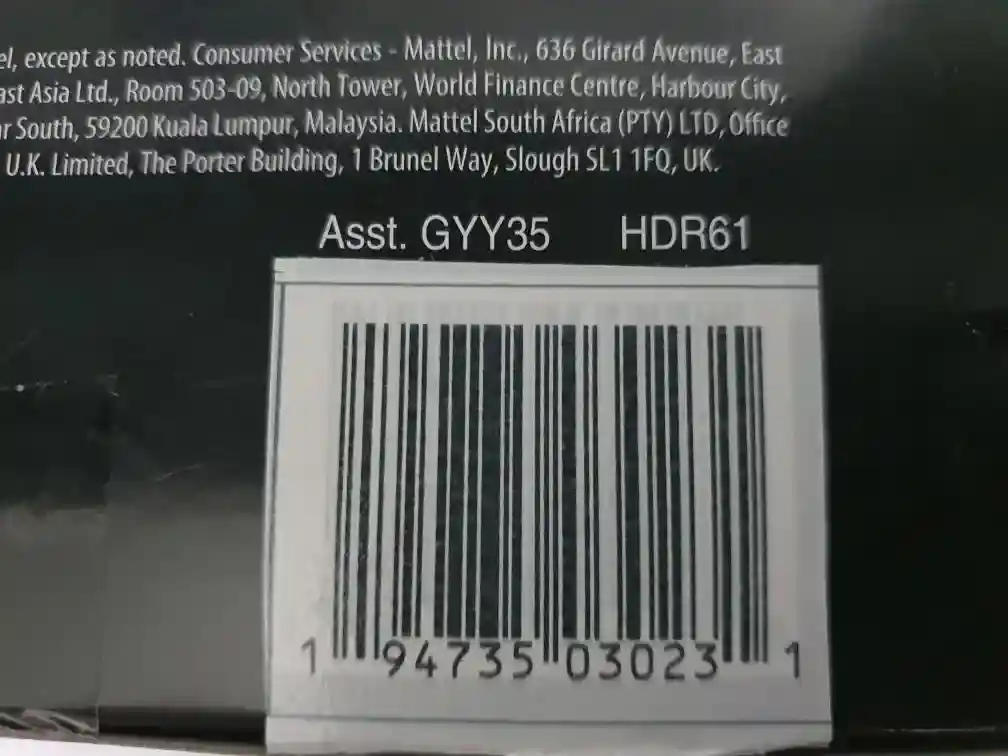 el, except as noted. Consumer Services - Mattel, Inc., 636 Girard Avenue, East
ast Asia Ltd., Room 503-09, North Tower, World Finance Centre, Harbour City,
r South, 59200 Kuala Lumpur, Malaysia. Mattel South Africa (PTY) LTD, Office
U.K. Limited, The Porter Building, 1 Brunel Way, Slough SL1 1FQ, UK.
Asst. GYY35 HDR61
1 94735 03023 1